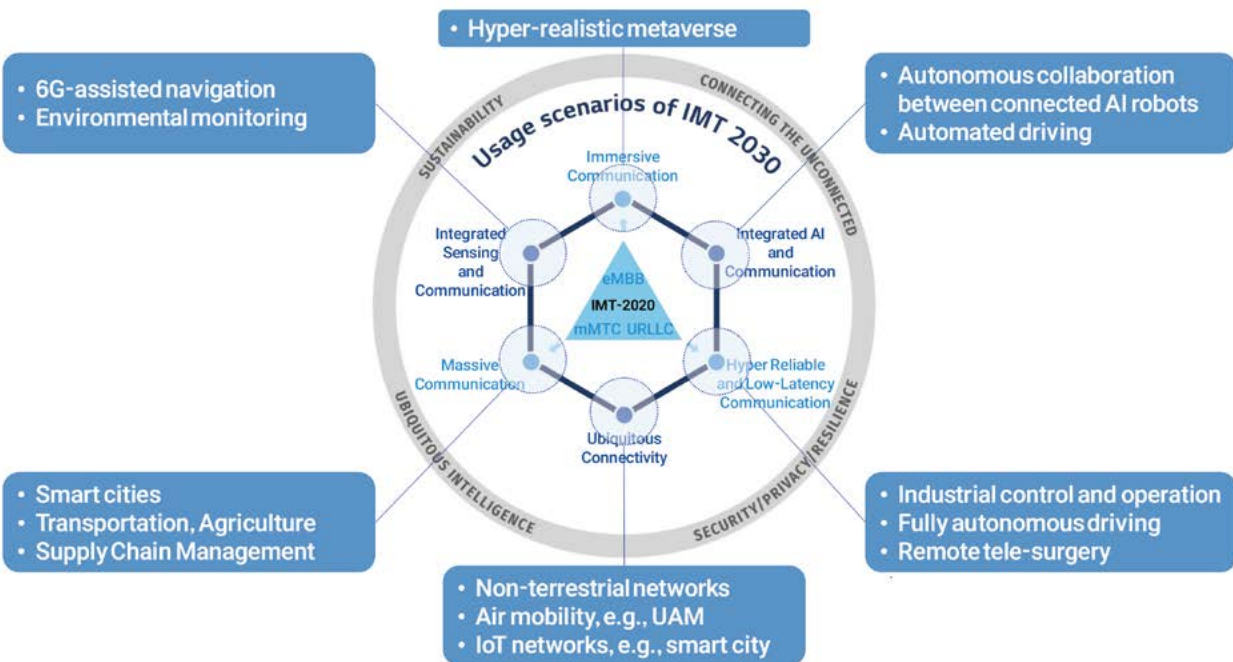 • Hyper-realistic metaverse
• 6G-assisted navigation
• Environmental monitoring
• Autonomous collaboration
between connected AI robots
• Automated driving
SUSTAINABILITY
CONNECTING THE UNCONNECTED
Usage scenarios of IMT 2030
Immersive
Communication
Integrated
Sensing
and
Communication
Integrated AI
and
Communication
eMBB
IMT-2020
mMTC URLLC
Massive
Communication
Hyper Reliable
and Low-Latency
Communication
Ubiquitous
Connectivity
UBIQUITOUS INTELLIGENCE
SECURITY/PRIVACY/RESILIENCE
• Smart cities
• Transportation, Agriculture
• Supply Chain Management
• Industrial control and operation
• Fully autonomous driving
• Remote tele-surgery
• Non-terrestrial networks
• Air mobility, e.g., UAM
• IoT networks, e.g., smart city